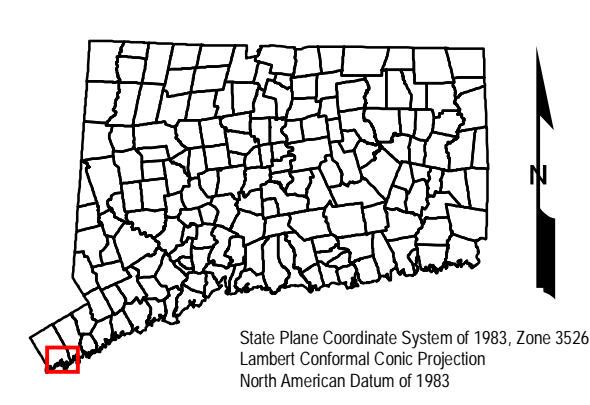 N
State Plane Coordinate System of 1983, Zone 3526
Lambert Conformal Conic Projection
North American Datum of 1983